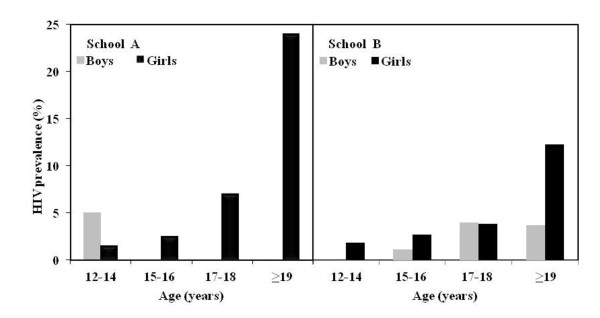 School A
Boys Girls
School B
Boys Girls
HIV prevalence (%)
25
20
15
10
5
0
12-14 15-16 17-18 ≥19
12-14 15-16 17-18 ≥19
Age (years)
Age (years)